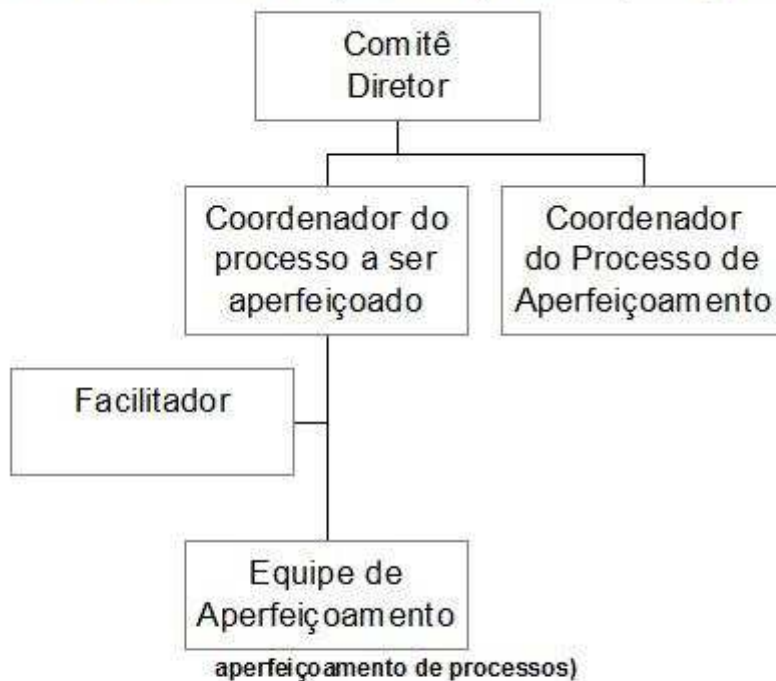 Comitê
Diretor
Coordenador do
processo a ser
aperfeiçoado
Coordenador
do Processo de
Aperfeiçoamento
Facilitador
Equipe de
Aperfeiçoamento
aperfeiçoamento de processos)